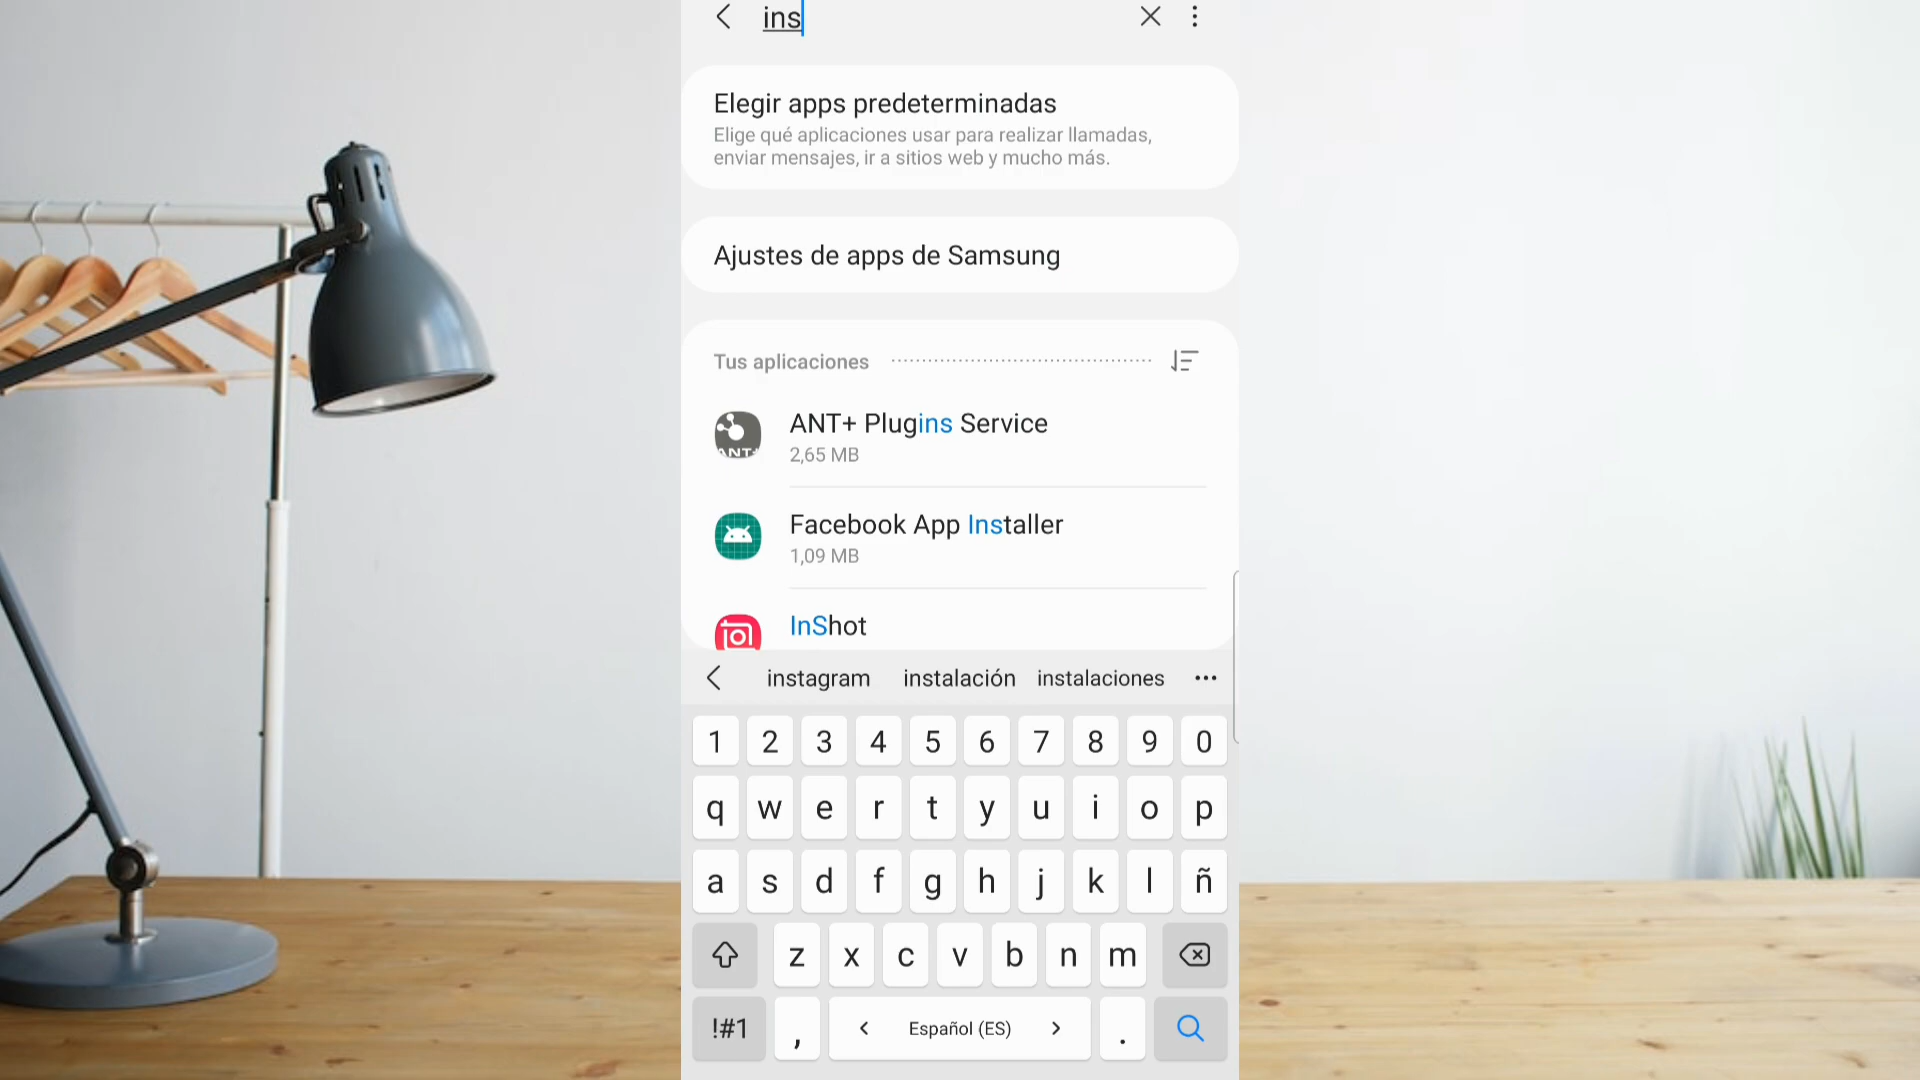 ins
Elegir apps predeterminadas
Elige qué aplicaciones usar para realizar llamadas,
enviar mensajes, ir a sitios web y mucho más.
Ajustes de apps de Samsung
Tus aplicaciones
ANT+
ANT+ Plugins Service
2,65 MB
Facebook App Installer
1,09 MB
InShot
instagram instalación instalaciones
1 2 3 4 5 6 7 8 9 0
q w e r t y u i o p
a s d f g h j k l ñ
z x c v b n m
!#1 , Español (ES) .